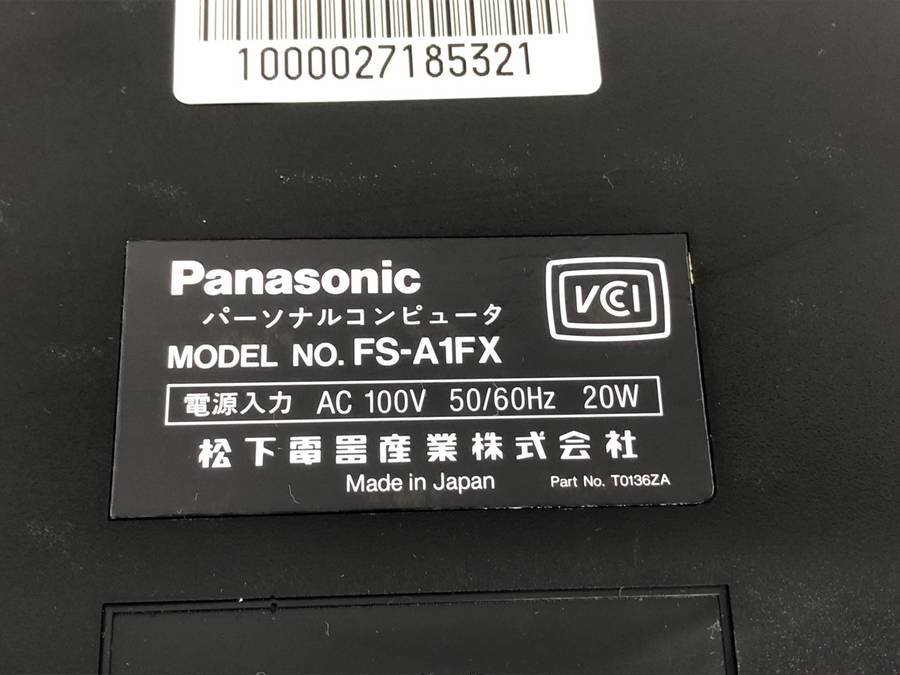 1000027185321
Panasonic
VCCI
パーソナルコンピュータ
MODEL NO. FS-A1FX
電源入力 AC 100V 50/60Hz 20W
松下電器産業株式会社
Made in Japan Part No. T0136ZA